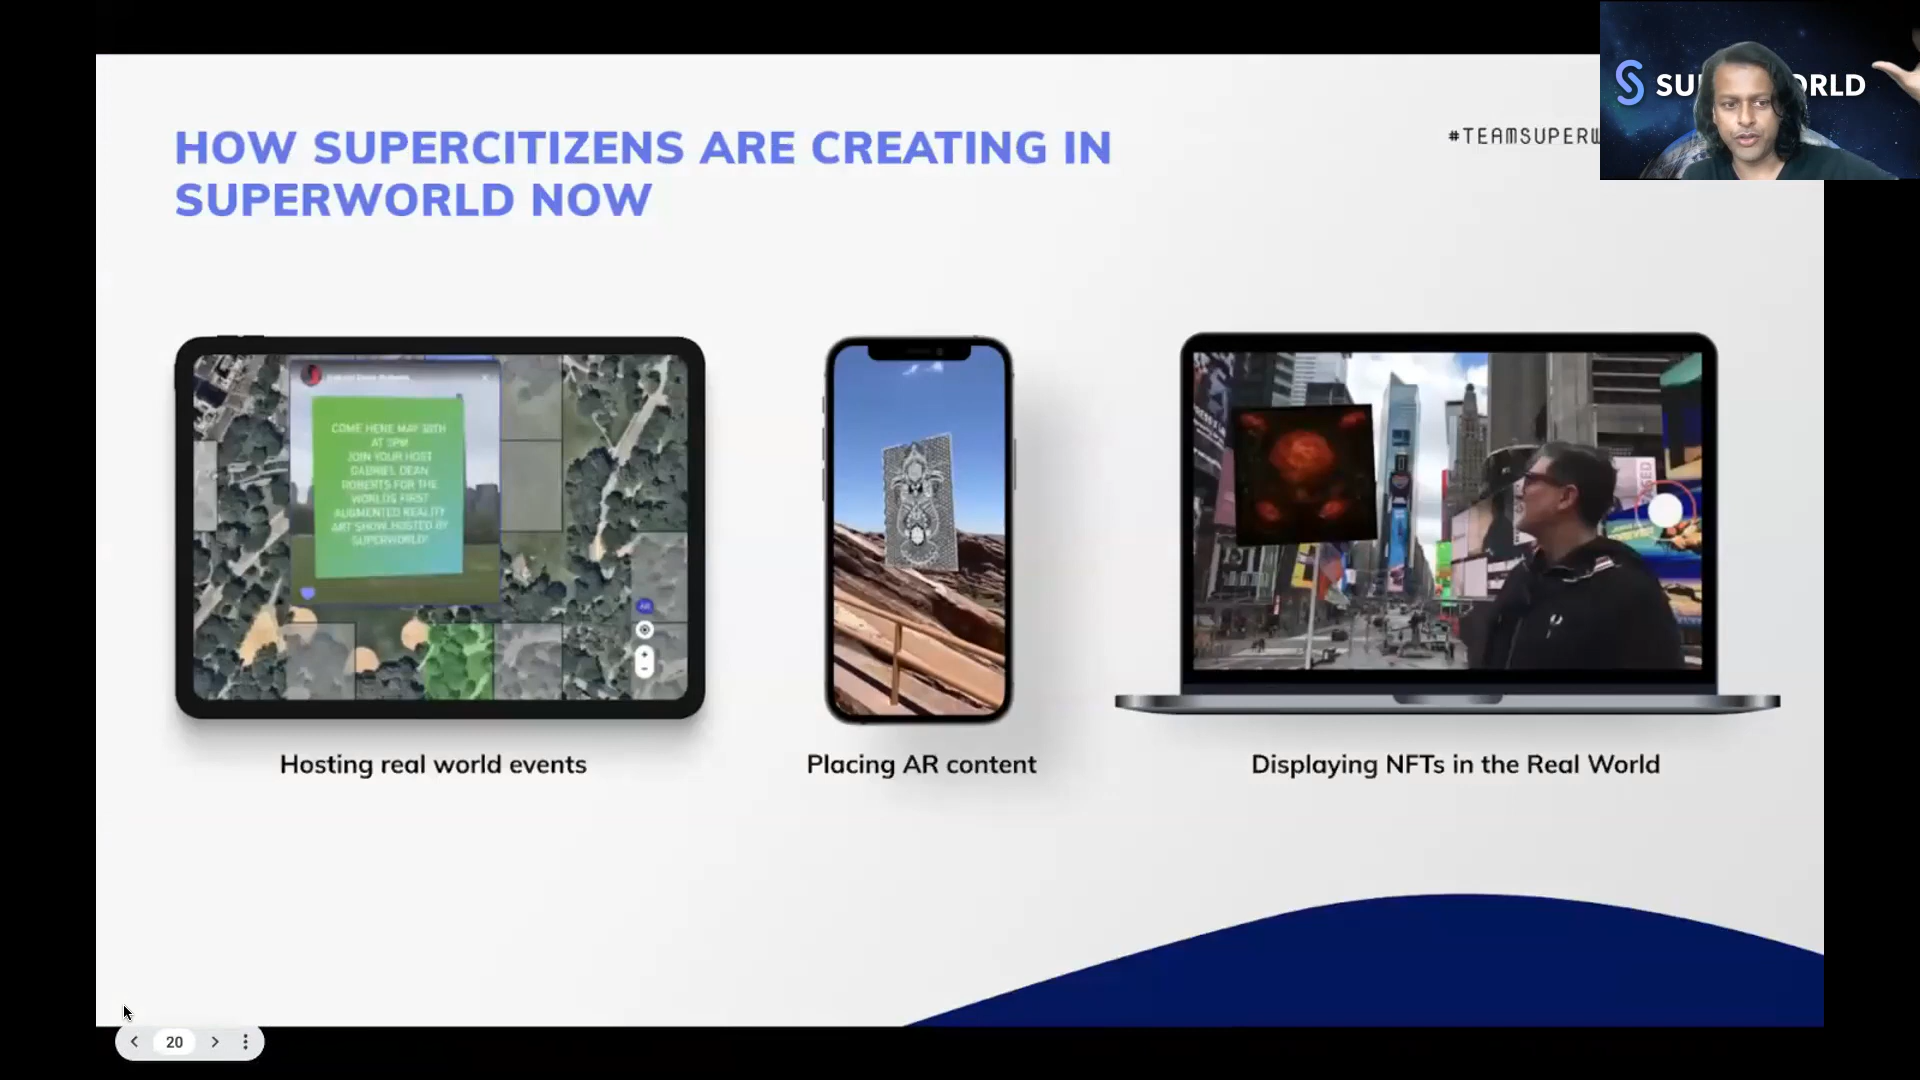 HOW SUPERCITIZENS ARE CREATING IN
SUPERWORLD NOW
#TEAMSUPERW
SU ORLD
COME HERE MAY
AT 5PM
JOIN YOUR HOST
GABRIEL DEAN
ROBERTS FOR THE
WORLDS FIRST
AUGMENTED REALITY
ART SHOW. HOSTED BY
SUPERWORLD!
AR
Hosting real world events
Placing AR content
Displaying NFTs in the Real World
20